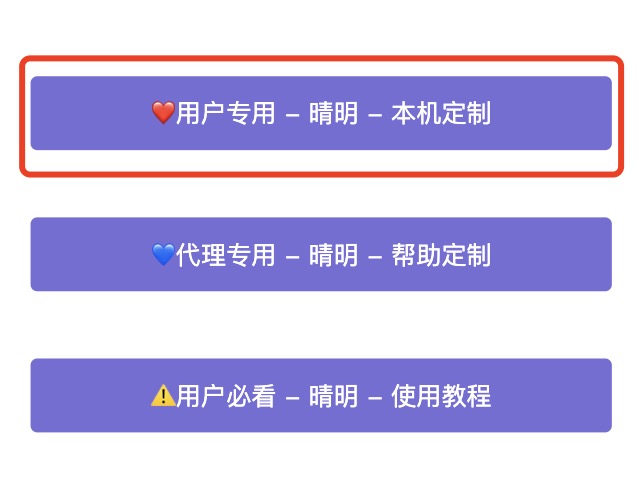 ❤️用户专用 – 晴明 – 本机定制
💙代理专用 – 晴明 – 帮助定制
⚠️用户必看 – 晴明 – 使用教程